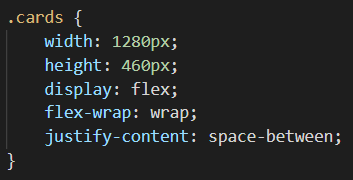 .cards {
    width: 1280px;
    height: 460px;
    display: flex;
    flex-wrap: wrap;
    justify-content: space-between;
}